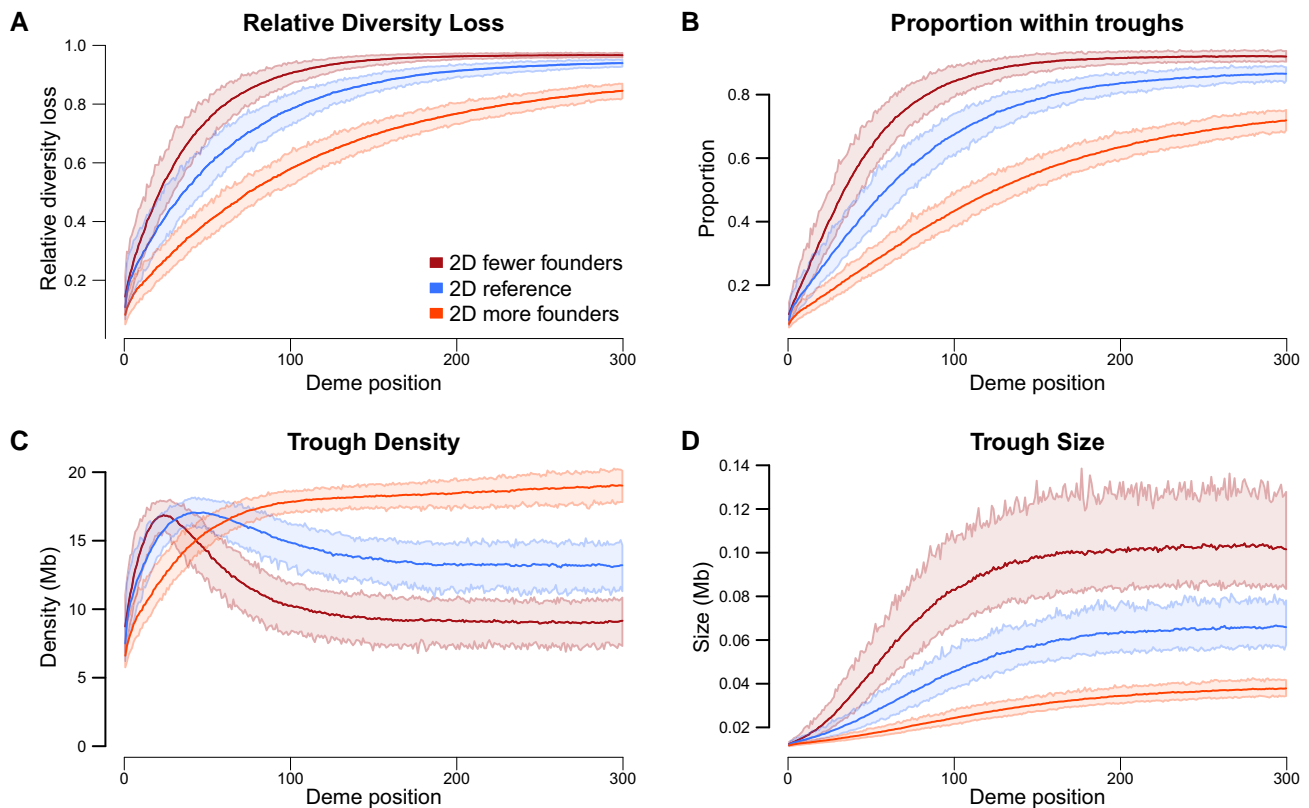 A
Relative Diversity Loss
Relative diversity loss
1.0
0.8
0.6
0.4
0.2
2D fewer founders
2D reference
2D more founders
0
100
200
300
Deme position
B
Proportion within troughs
Proportion
0.8
0.6
0.4
0.2
0
100
200
300
Deme position
C
Trough Density
Density (Mb)
20
15
10
5
0
0
100
200
300
Deme position
D
Trough Size
Size (Mb)
0.14
0.12
0.10
0.08
0.06
0.04
0.02
0
100
200
300
Deme position